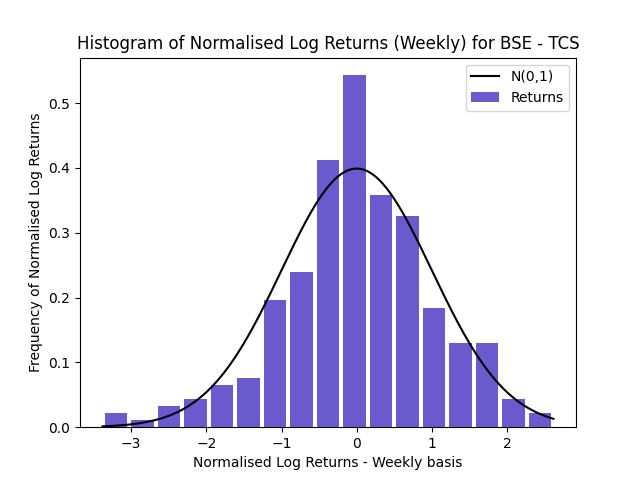 Histogram of Normalised Log Returns (Weekly) for BSE - TCS
N(0,1)
Returns
Frequency of Normalised Log Returns
0.5
0.4
0.3
0.2
0.1
0.0
−3
−2
−1
0
1
2
Normalised Log Returns - Weekly basis